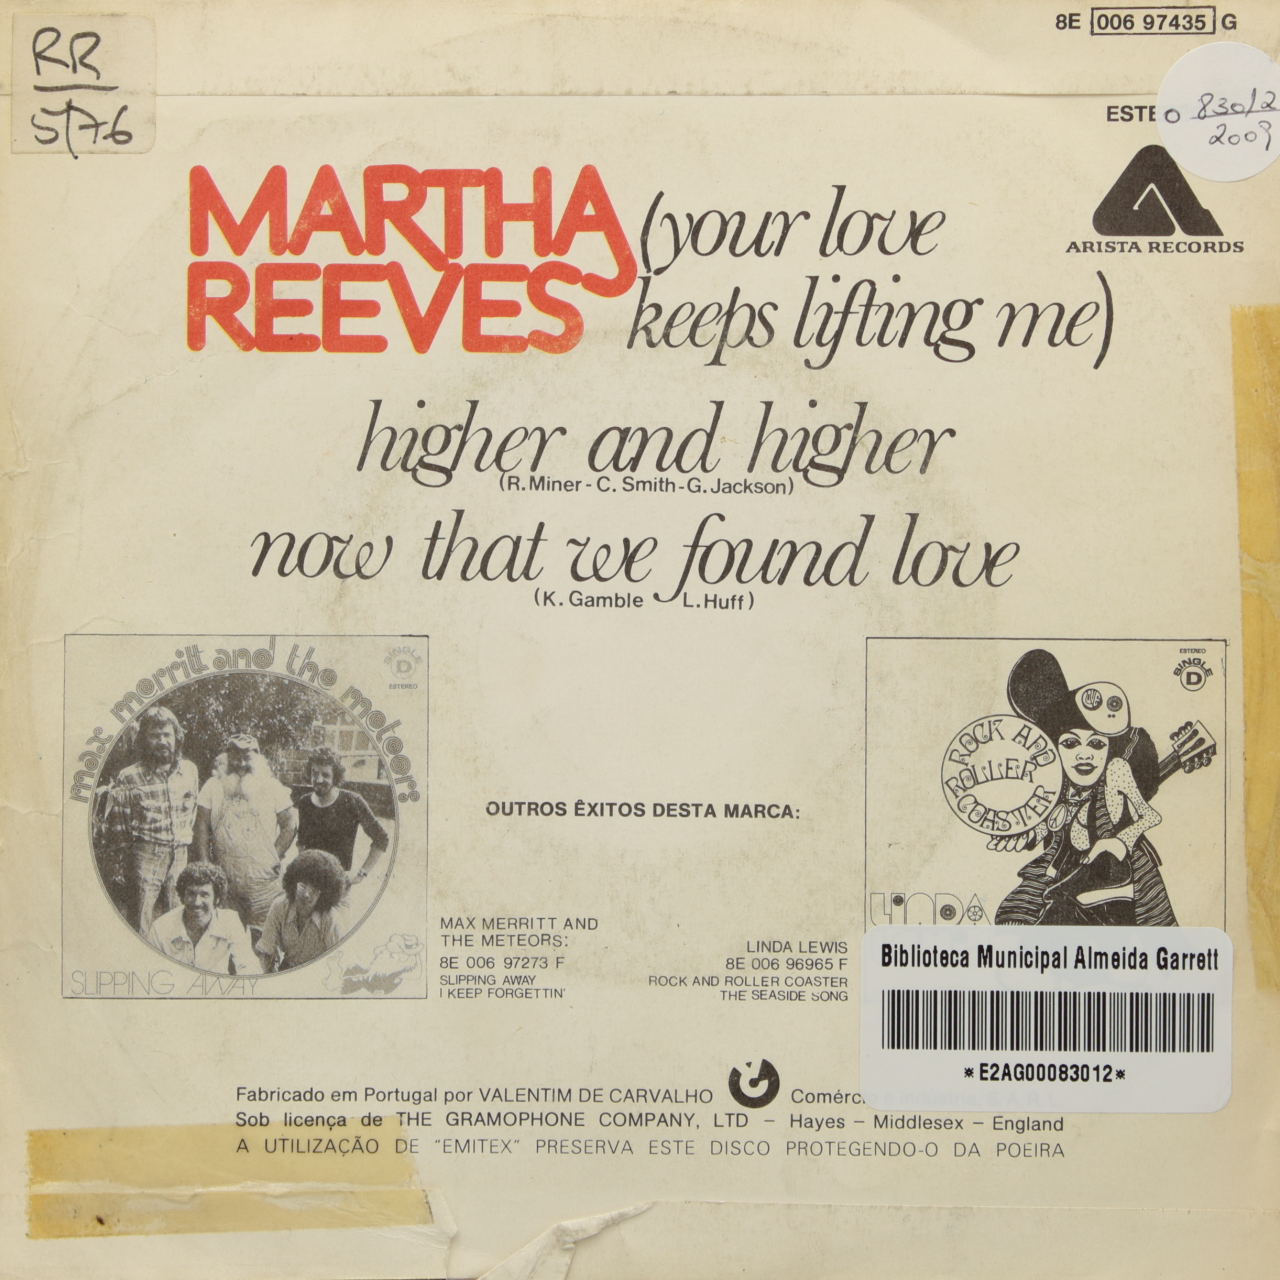 RR
5/76
8E 006 97435 G
ESTE
O 830/2
2009
ARISTA RECORDS
MARTHA
REEVES
(your love
keeps lifting me)
higher and higher
(R. Miner - C. Smith - G. Jackson)
now that we found love
(K. Gamble L. Huff)
max merritt and the meteors
SINGLE
D
ESTEREO
SLIPPING AWAY
OUTROS ÊXITOS DESTA MARCA:
MAX MERRITT AND
THE METEORS:
8E 006 97273 F
SLIPPING AWAY
I KEEP FORGETTIN'
LINDA LEWIS
8E 006 96965 F
ROCK AND ROLLER COASTER
THE SEASIDE SONG
ESTEREO
SINGLE
D
ROCK AND
ROLLER
COASTER
LINDA
Biblioteca Municipal Almeida Garrett
*E2AG00083012*
Fabricado em Portugal por VALENTIM DE CARVALHO Comérc
Sob licença de THE GRAMOPHONE COMPANY, LTD – Hayes – Middlesex – England
A UTILIZAÇÃO DE "EMITEX" PRESERVA ESTE DISCO PROTEGENDO-O DA POEIRA